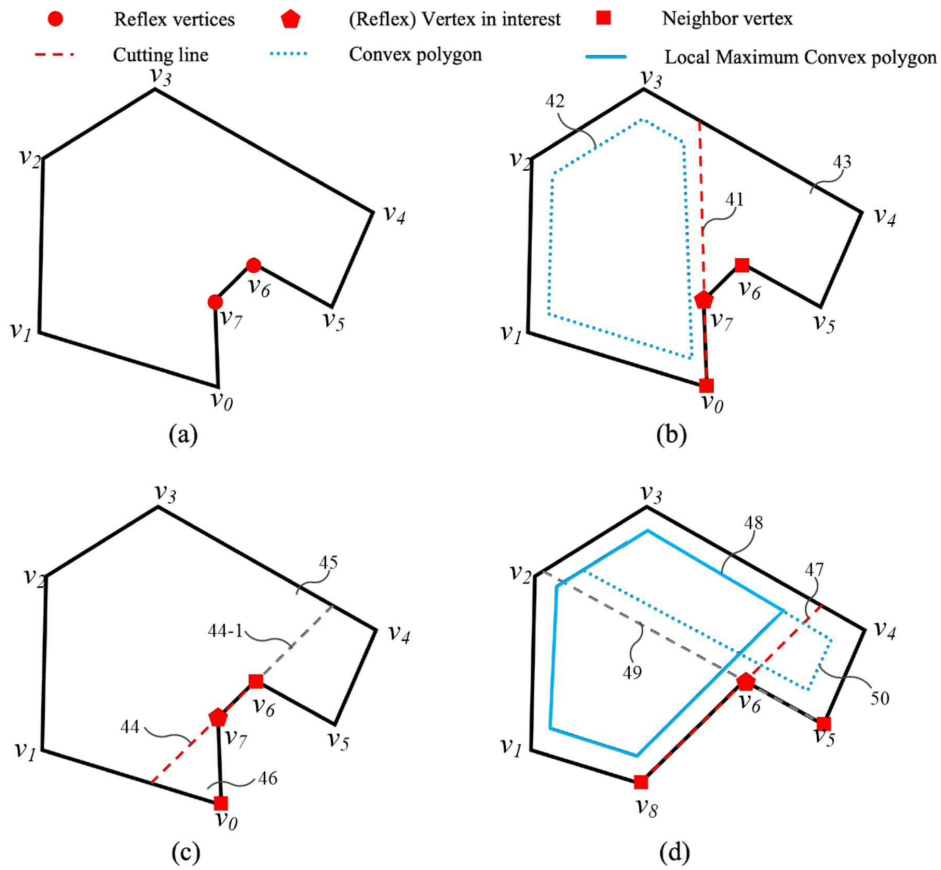 Reflex vertices (Reflex) Vertex in interest Neighbor vertex
Cutting line Convex polygon Local Maximum Convex polygon
v3
v2
v4
v6
v7
v5
v1
v0
(a)
v3
42
v2
43
41
v4
v6
v7
v5
v1
v0
(b)
v3
45
v2
44-1
v4
v6
44
v7
v5
v1
46
v0
(c)
v3
48
47
v2
v4
49
v6
50
v5
v1
v8
(d)